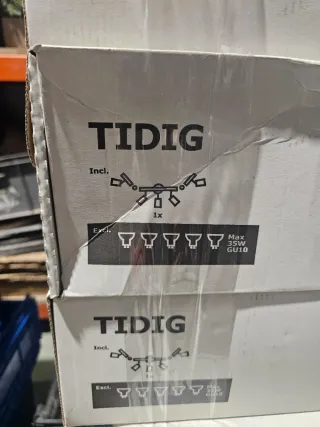 TIDIG
Incl.
1x
Excl.
Max
35W
GU10
TIDIG
Incl.
Excl.